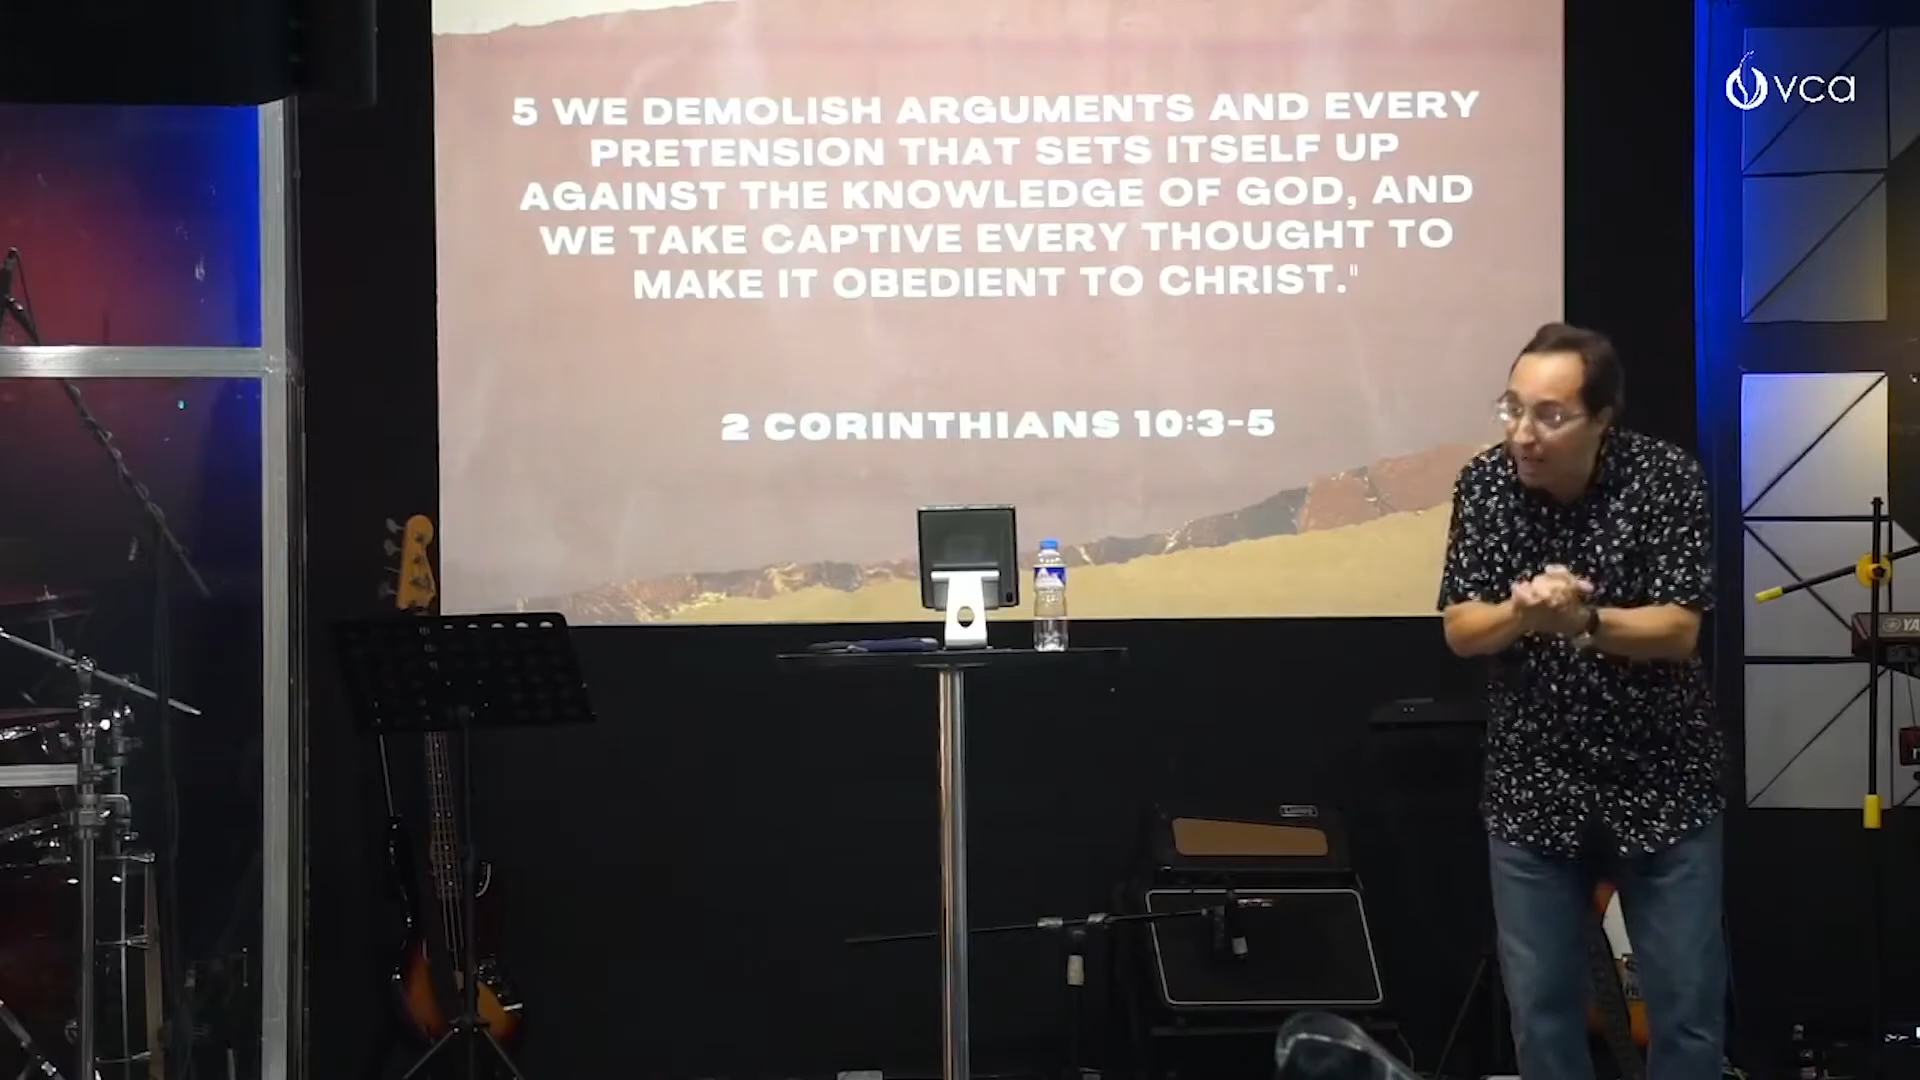 vca
5 WE DEMOLISH ARGUMENTS AND EVERY
PRETENSION THAT SETS ITSELF UP
AGAINST THE KNOWLEDGE OF GOD, AND
WE TAKE CAPTIVE EVERY THOUGHT TO
MAKE IT OBEDIENT TO CHRIST."
2 CORINTHIANS 10:3-5
YA